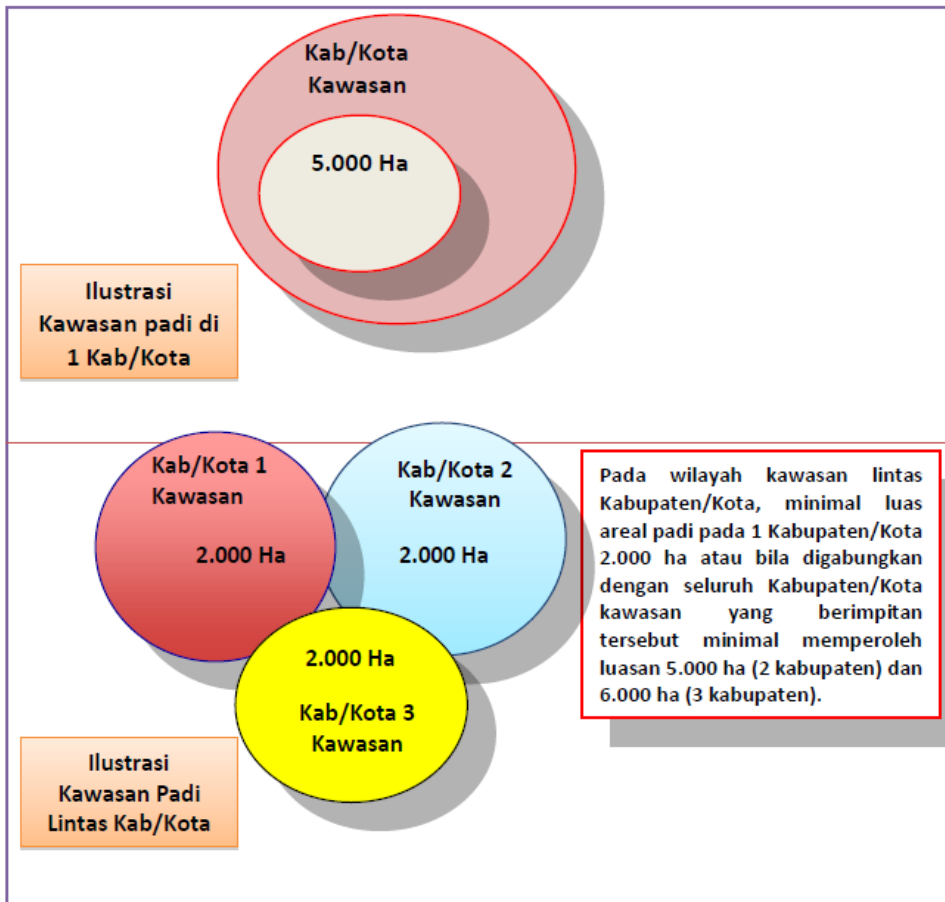 Kab/Kota
Kawasan
5.000 Ha
Ilustrasi
Kawasan padi di
1 Kab/Kota
Kab/Kota 1
Kawasan
2.000 Ha
Kab/Kota 2
Kawasan
2.000 Ha
2.000 Ha
Kab/Kota 3
Kawasan
Pada wilayah kawasan lintas
Kabupaten/Kota, minimal luas
areal padi pada 1 Kabupaten/Kota
2.000 ha atau bila digabungkan
dengan seluruh Kabupaten/Kota
kawasan yang berimpitan
tersebut minimal memperoleh
luasan 5.000 ha (2 kabupaten) dan
6.000 ha (3 kabupaten).
Ilustrasi
Kawasan Padi
Lintas Kab/Kota